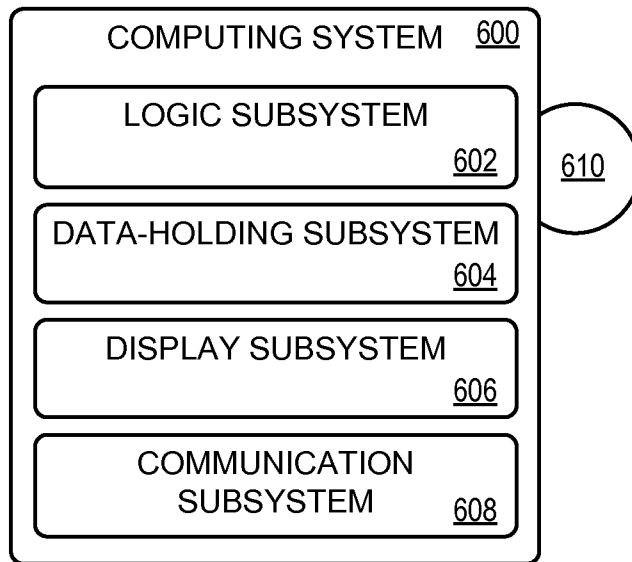 COMPUTING SYSTEM 600
LOGIC SUBSYSTEM
602
610
DATA-HOLDING SUBSYSTEM
604
DISPLAY SUBSYSTEM
606
COMMUNICATION
SUBSYSTEM
608